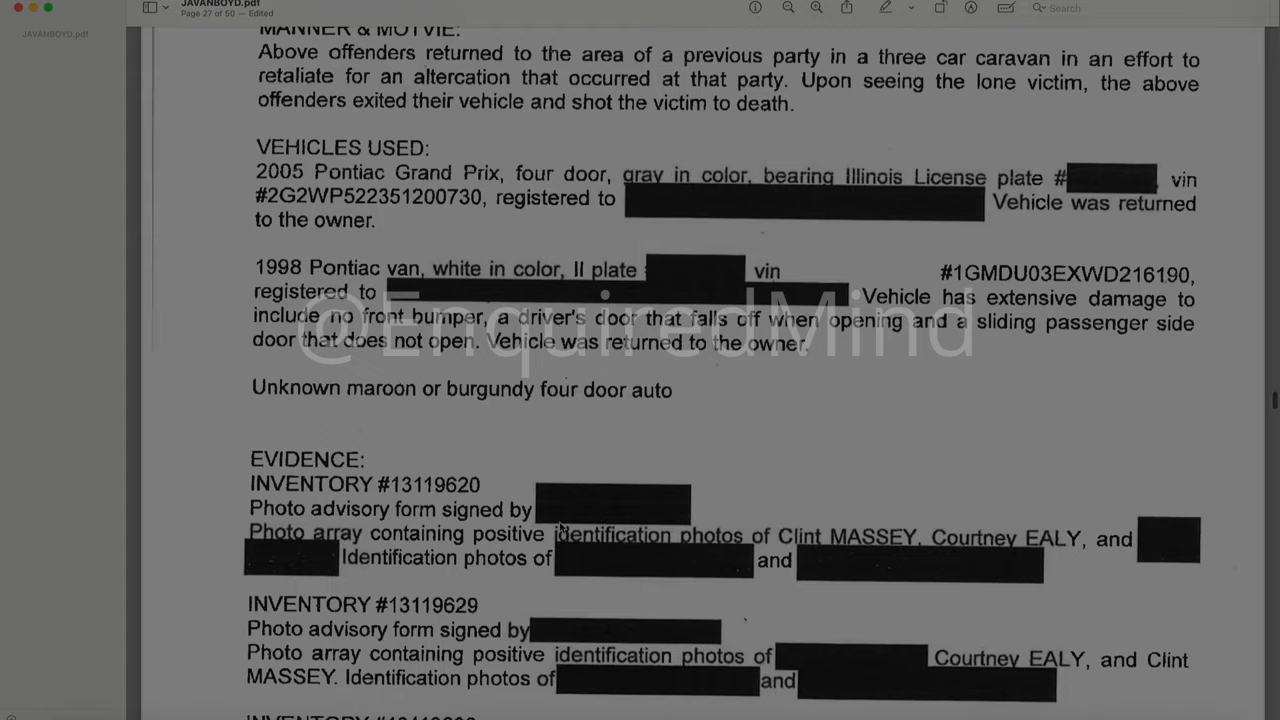 JAVANBOYD.pdf
Page 27 of 50 — Edited
Search
JAVANBOYD.pdf
MANNER & MOTVIE:
Above offenders returned to the area of a previous party in a three car caravan in an effort to
retaliate for an altercation that occurred at that party. Upon seeing the lone victim, the above
offenders exited their vehicle and shot the victim to death.
VEHICLES USED:
2005 Pontiac Grand Prix, four door, gray in color, bearing Illinois License plate # vin
#2G2WP522351200730, registered to Vehicle was returned
to the owner.
1998 Pontiac van, white in color, Il plate vin #1GMDU03EXWD216190,
registered to Vehicle has extensive damage to
include no front bumper, a driver's door that falls off when opening and a sliding passenger side
door that does not open. Vehicle was returned to the owner.
@EnquiredMind
Unknown maroon or burgundy four door auto
EVIDENCE:
INVENTORY #13119620
Photo advisory form signed by
Photo array containing positive identification photos of Clint MASSEY, Courtney EALY, and
Identification photos of and
INVENTORY #13119629
Photo advisory form signed by
Photo array containing positive identification photos of Courtney EALY, and Clint
MASSEY. Identification photos of and